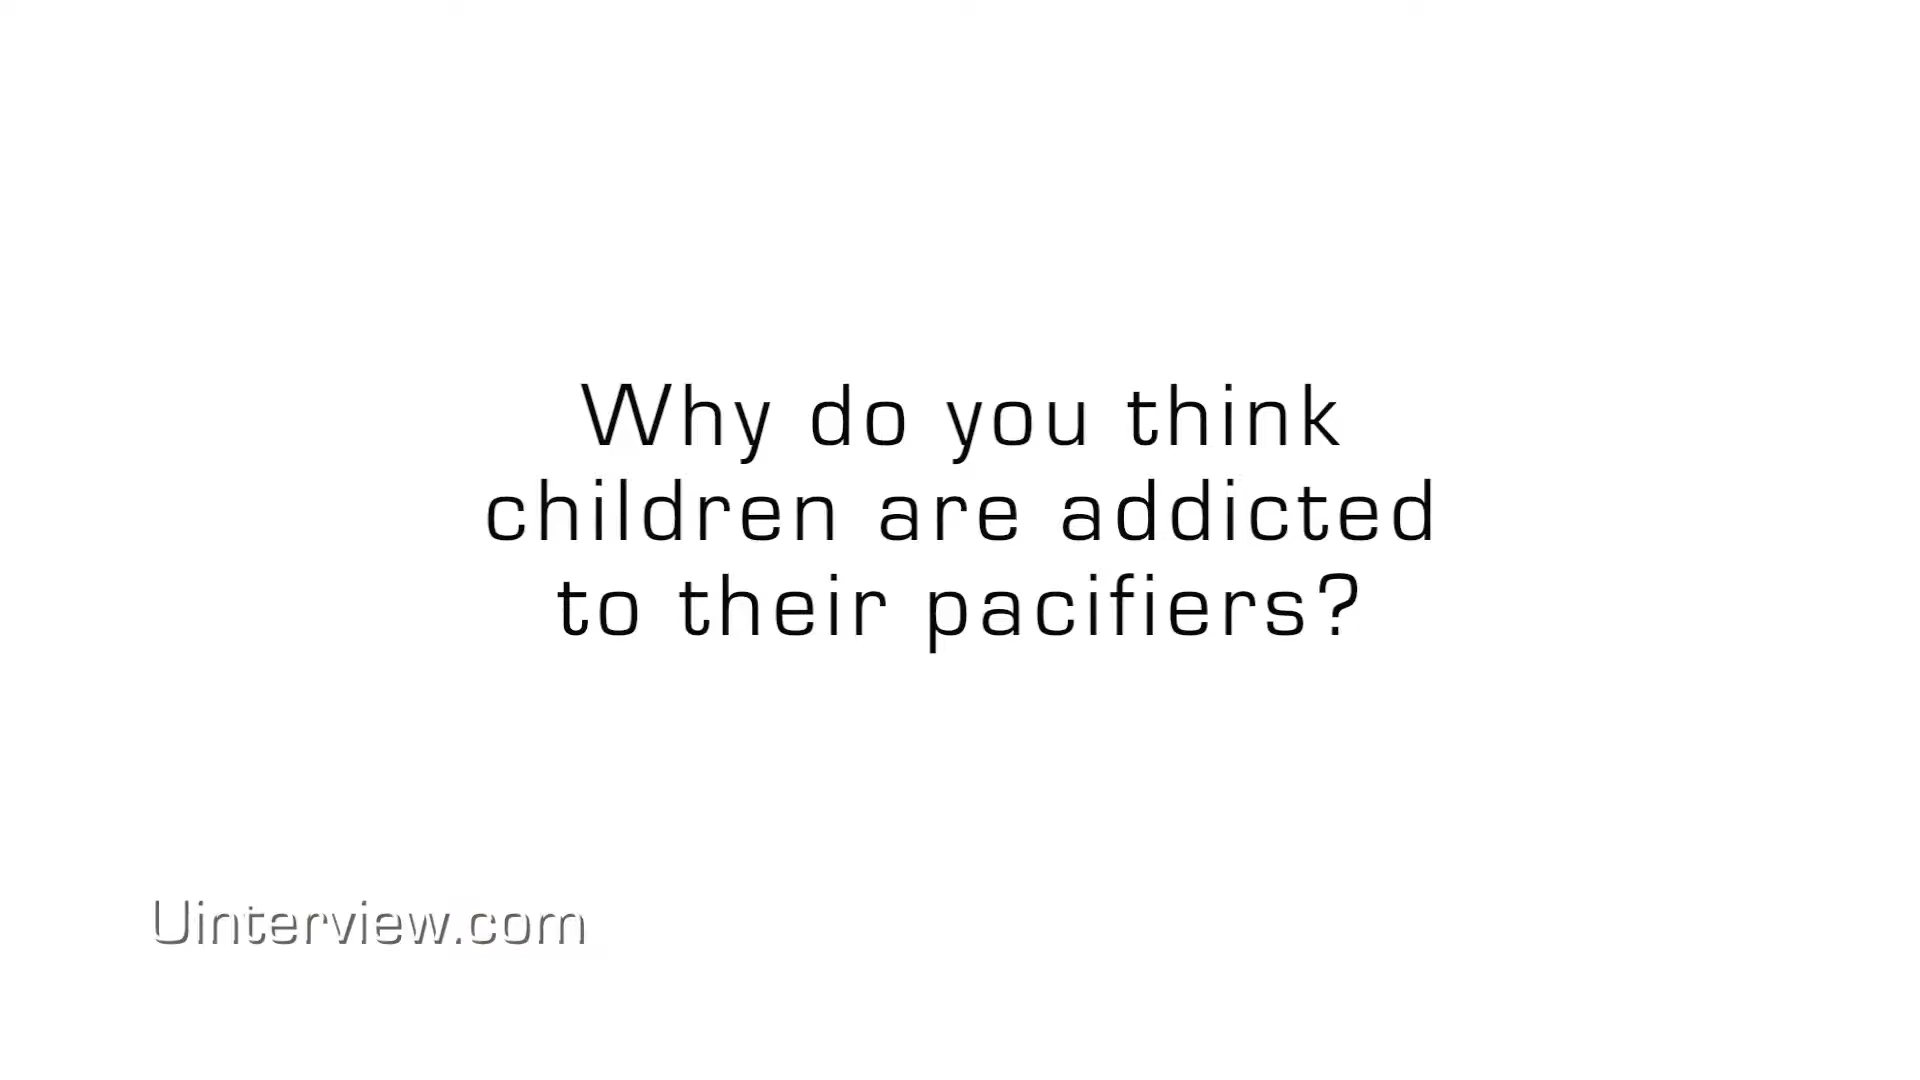 Why do you think
children are addicted
to their pacifiers?
Uinterview.com